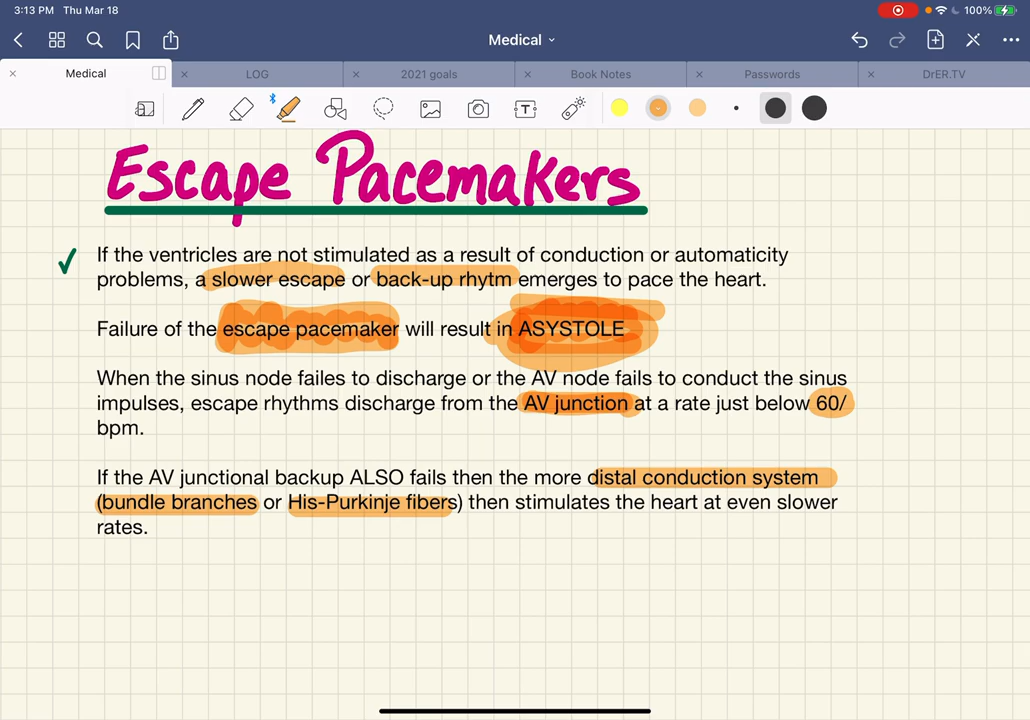 3:13 PM Thu Mar 18
100%
Medical
Medical
LOG
2021 goals
Book Notes
Passwords
DrER.TV
Escape Pacemakers
If the ventricles are not stimulated as a result of conduction or automaticity
problems, a slower escape or back-up rhytm emerges to pace the heart.
Failure of the escape pacemaker will result in ASYSTOLE
When the sinus node failes to discharge or the AV node fails to conduct the sinus
impulses, escape rhythms discharge from the AV junction at a rate just below 60/
bpm.
If the AV junctional backup ALSO fails then the more distal conduction system
(bundle branches or His-Purkinje fibers) then stimulates the heart at even slower
rates.